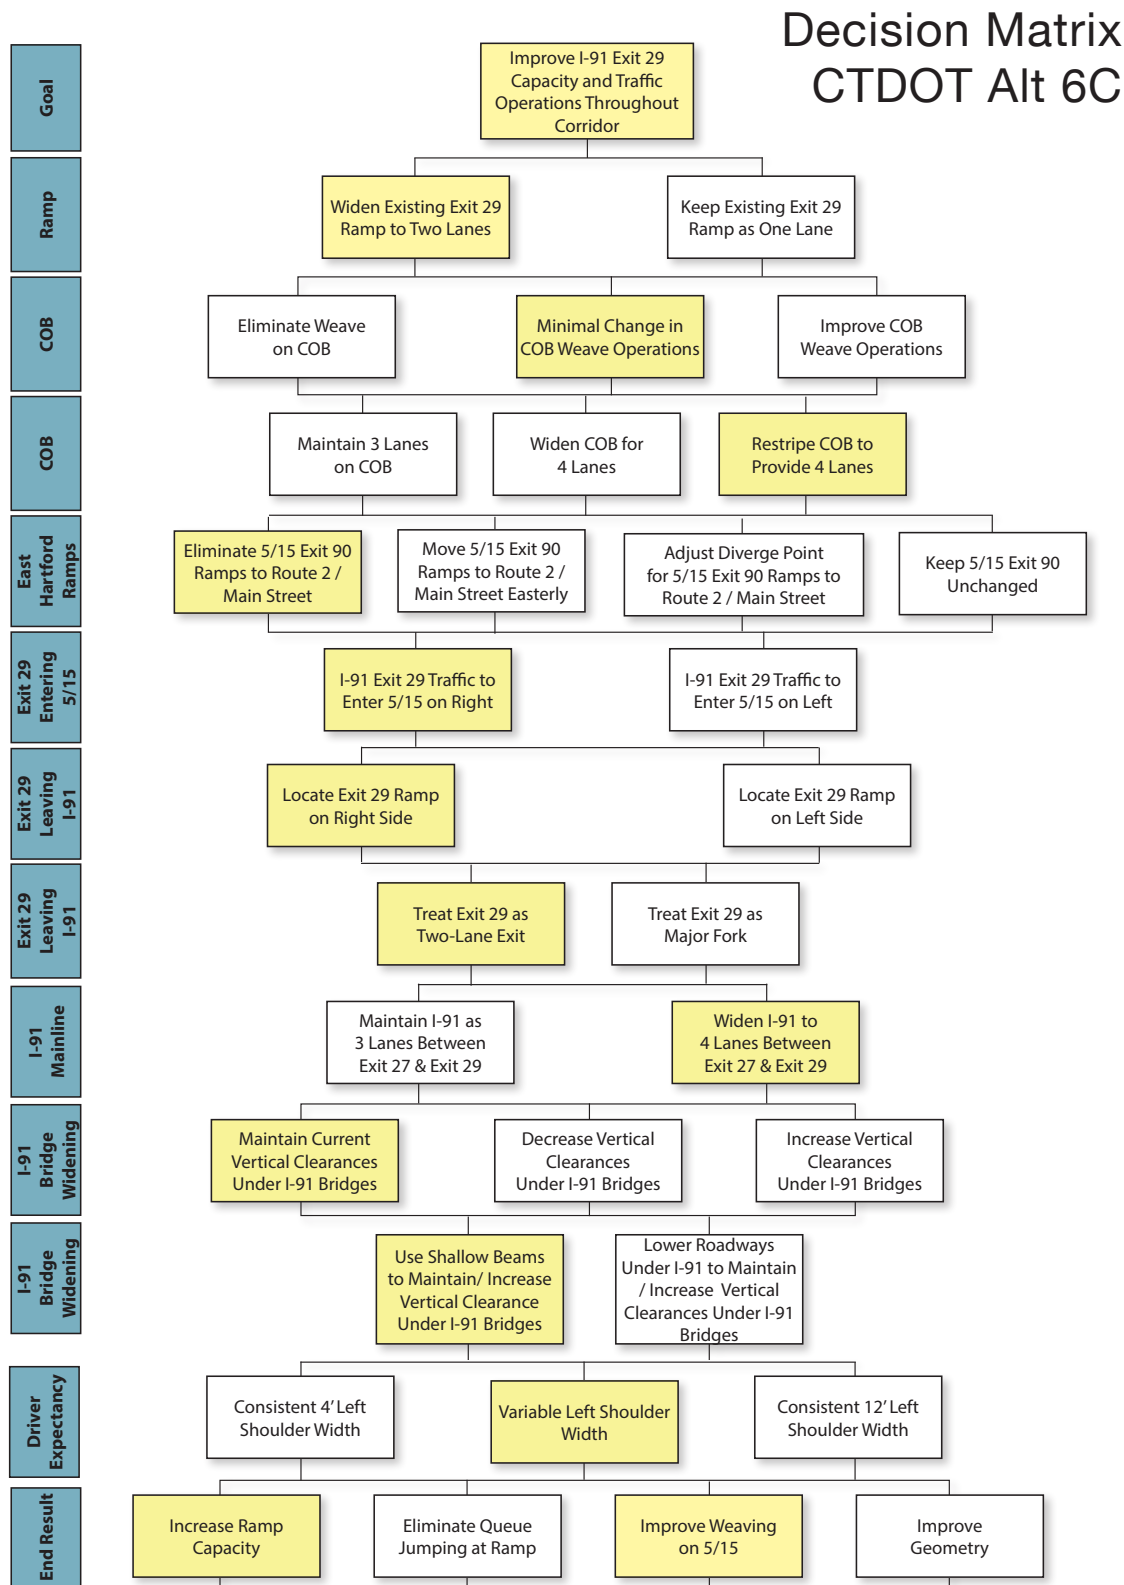 Decision Matrix
CTDOT Alt 6C
Goal
Improve I-91 Exit 29
Capacity and Traffic
Operations Throughout
Corridor
Ramp
Widen Existing Exit 29
Ramp to Two Lanes
Keep Existing Exit 29
Ramp as One Lane
COB
Eliminate Weave
on COB
Minimal Change in
COB Weave Operations
Improve COB
Weave Operations
COB
Maintain 3 Lanes
on COB
Widen COB for
4 Lanes
Restripe COB to
Provide 4 Lanes
East
Hartford
Ramps
Eliminate 5/15 Exit 90
Ramps to Route 2 /
Main Street
Move 5/15 Exit 90
Ramps to Route 2 /
Main Street Easterly
Adjust Diverge Point
for 5/15 Exit 90 Ramps to
Route 2 / Main Street
Keep 5/15 Exit 90
Unchanged
Exit 29
Entering
5/15
I-91 Exit 29 Traffic to
Enter 5/15 on Right
I-91 Exit 29 Traffic to
Enter 5/15 on Left
Exit 29
Leaving
I-91
Locate Exit 29 Ramp
on Right Side
Locate Exit 29 Ramp
on Left Side
Exit 29
Leaving
I-91
Treat Exit 29 as
Two-Lane Exit
Treat Exit 29 as
Major Fork
I-91
Mainline
Maintain I-91 as
3 Lanes Between
Exit 27 & Exit 29
Widen I-91 to
4 Lanes Between
Exit 27 & Exit 29
I-91
Bridge
Widening
Maintain Current
Vertical Clearances
Under I-91 Bridges
Decrease Vertical
Clearances
Under I-91 Bridges
Increase Vertical
Clearances
Under I-91 Bridges
I-91
Bridge
Widening
Use Shallow Beams
to Maintain/ Increase
Vertical Clearance
Under I-91 Bridges
Lower Roadways
Under I-91 to Maintain
/ Increase Vertical
Clearances Under I-91
Bridges
Driver
Expectancy
Consistent 4' Left
Shoulder Width
Variable Left Shoulder
Width
Consistent 12' Left
Shoulder Width
End Result
Increase Ramp
Capacity
Eliminate Queue
Jumping at Ramp
Improve Weaving
on 5/15
Improve
Geometry